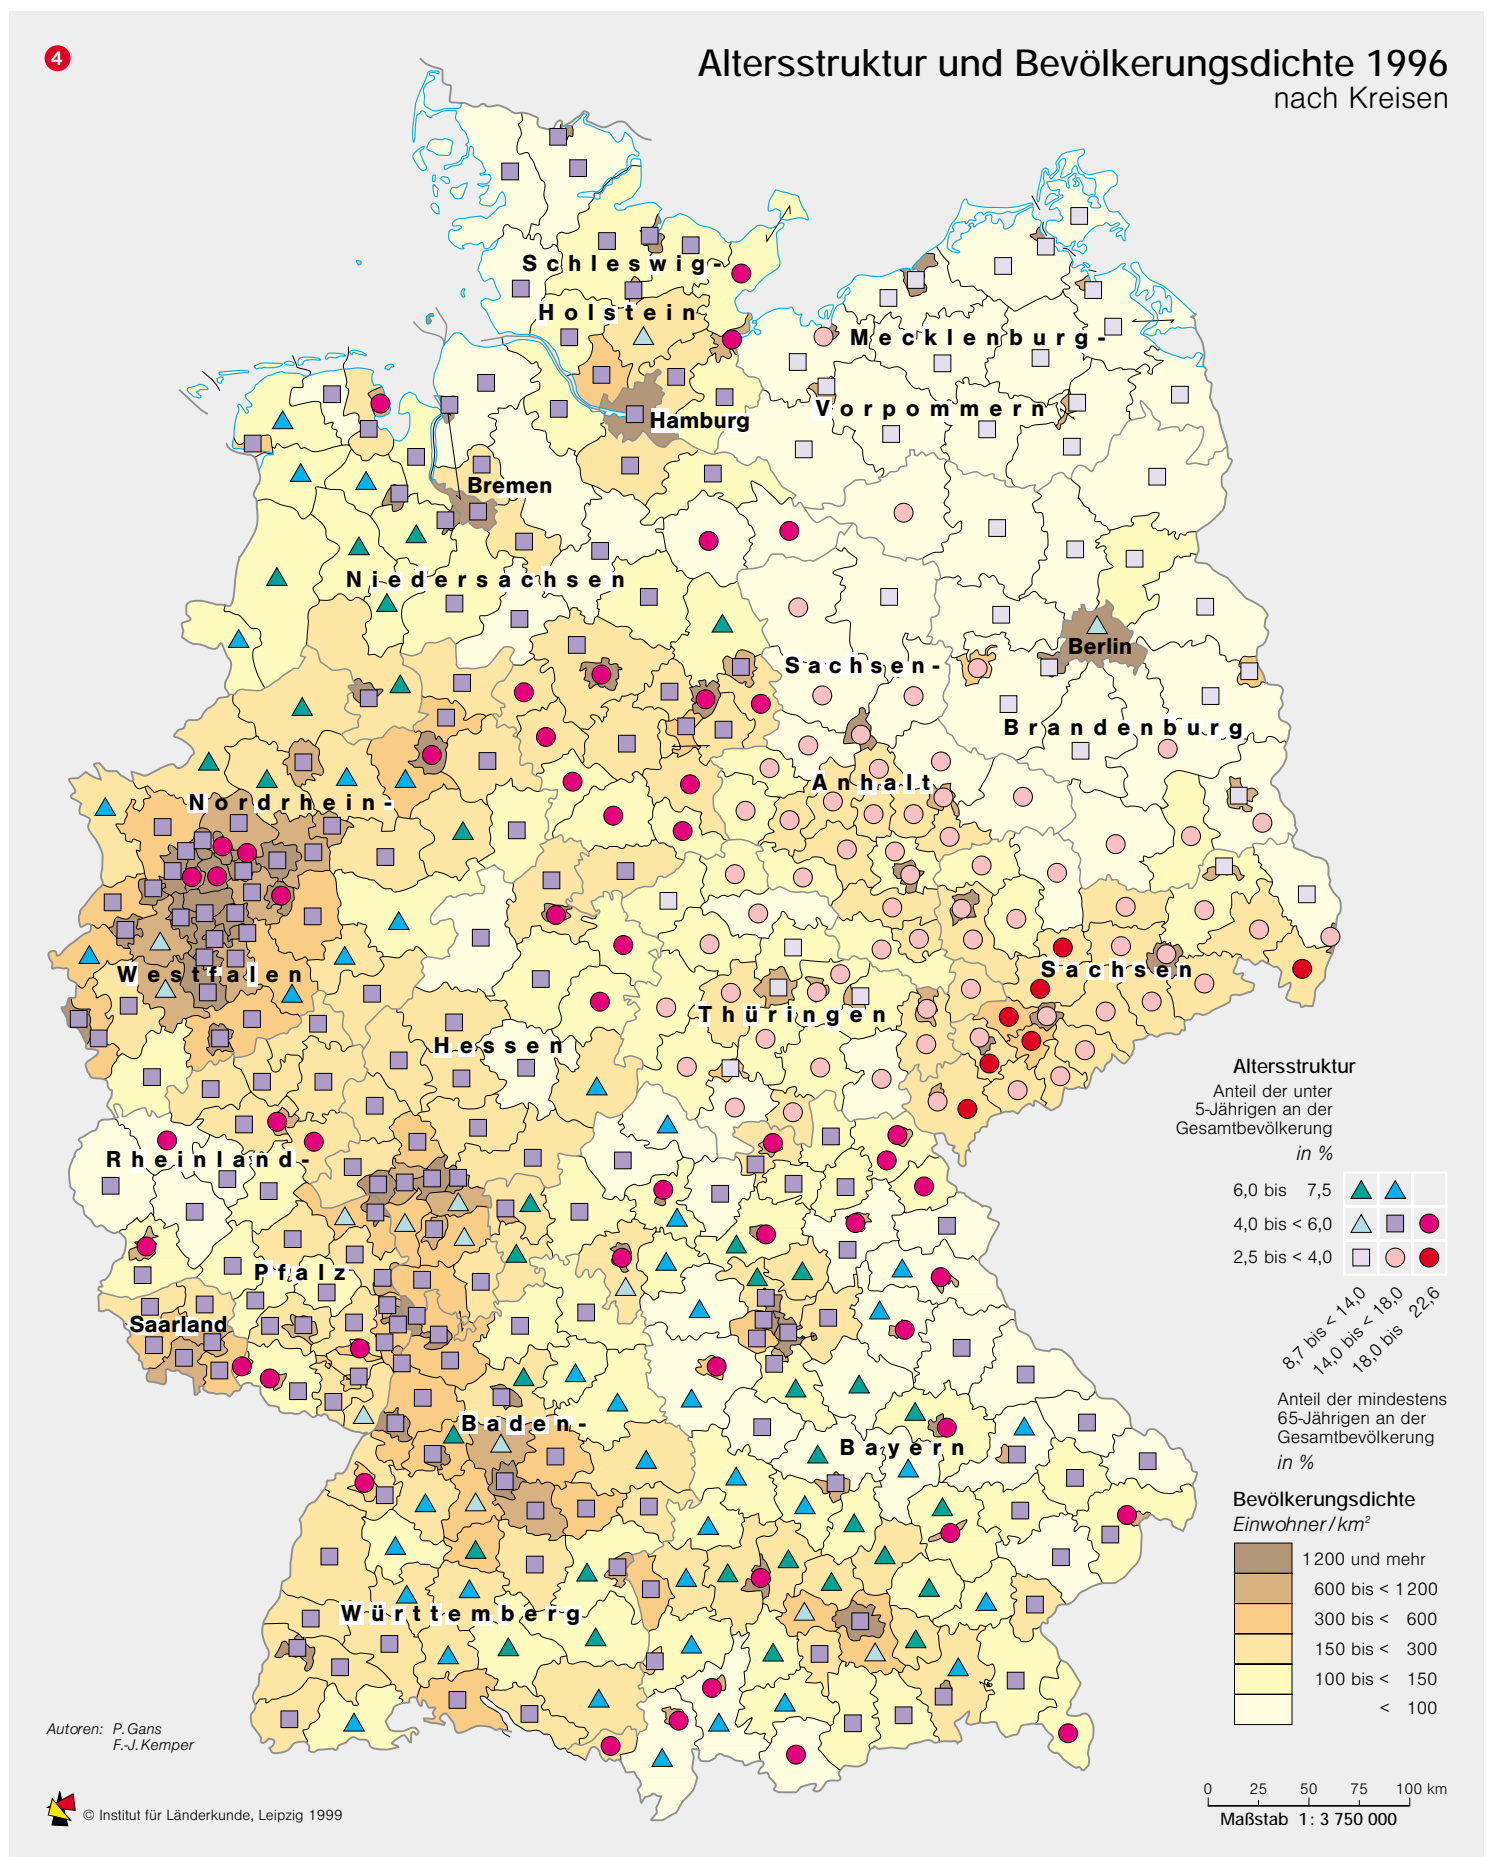 4
Altersstruktur und Bevölkerungsdichte 1996
nach Kreisen
Schleswig-
Holstein
Mecklenburg-
Vorpommern
Hamburg
Bremen
Niedersachsen
Berlin
Sachsen-
Brandenburg
Anhalt
Nordrhein-
Westfalen
Sachsen
Thüringen
Hessen
Rheinland-
Pfalz
Saarland
Baden-
Bayern
Württemberg
Altersstruktur
Anteil der unter
5-Jährigen an der
Gesamtbevölkerung
in %
6,0 bis 7,5
4,0 bis < 6,0
2,5 bis < 4,0
8,7 bis < 14,0
14,0 bis < 18,0
18,0 bis 22,6
Anteil der mindestens
65-Jährigen an der
Gesamtbevölkerung
in %
Bevölkerungsdichte
Einwohner/km²
1200 und mehr
600 bis < 1200
300 bis < 600
150 bis < 300
100 bis < 150
< 100
Autoren: P. Gans
F.-J. Kemper
© Institut für Länderkunde, Leipzig 1999
0 25 50 75 100 km
Maßstab 1 : 3 750 000